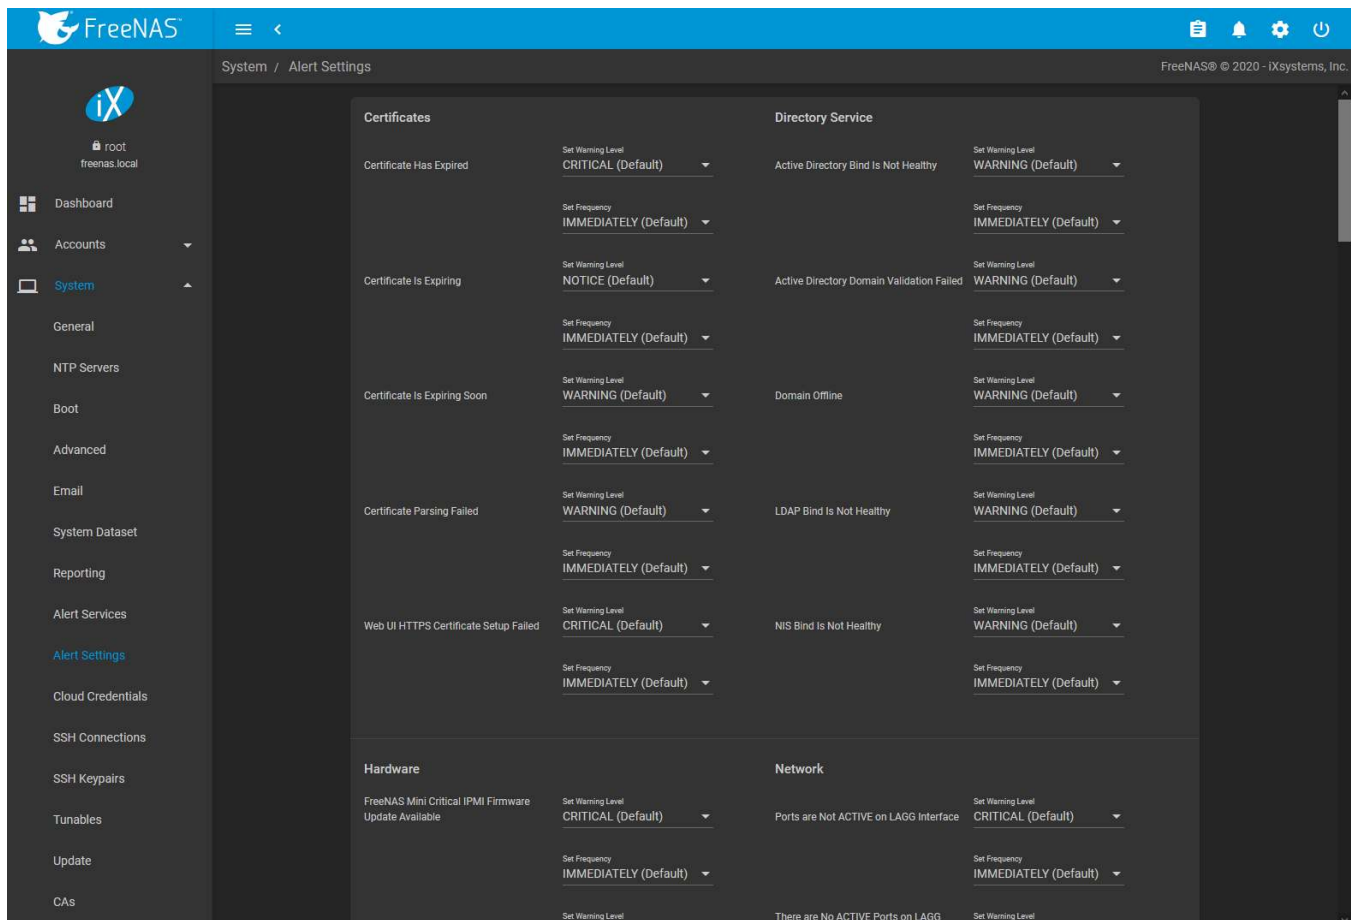 FreeNAS™
System / Alert Settings
FreeNAS® © 2020 - iXsystems, Inc.
iX
root
freenas.local
Dashboard
Accounts
System
General
NTP Servers
Boot
Advanced
Email
System Dataset
Reporting
Alert Services
Alert Settings
Cloud Credentials
SSH Connections
SSH Keypairs
Tunables
Update
CAs
Certificates
Certificate Has Expired
Set Warning Level
CRITICAL (Default)
Set Frequency
IMMEDIATELY (Default)
Certificate Is Expiring
Set Warning Level
NOTICE (Default)
Set Frequency
IMMEDIATELY (Default)
Certificate Is Expiring Soon
Set Warning Level
WARNING (Default)
Set Frequency
IMMEDIATELY (Default)
Certificate Parsing Failed
Set Warning Level
WARNING (Default)
Set Frequency
IMMEDIATELY (Default)
Web UI HTTPS Certificate Setup Failed
Set Warning Level
CRITICAL (Default)
Set Frequency
IMMEDIATELY (Default)
Directory Service
Active Directory Bind Is Not Healthy
Set Warning Level
WARNING (Default)
Set Frequency
IMMEDIATELY (Default)
Active Directory Domain Validation Failed
Set Warning Level
WARNING (Default)
Set Frequency
IMMEDIATELY (Default)
Domain Offline
Set Warning Level
WARNING (Default)
Set Frequency
IMMEDIATELY (Default)
LDAP Bind Is Not Healthy
Set Warning Level
WARNING (Default)
Set Frequency
IMMEDIATELY (Default)
NIS Bind Is Not Healthy
Set Warning Level
WARNING (Default)
Set Frequency
IMMEDIATELY (Default)
Hardware
FreeNAS Mini Critical IPMI Firmware
Update Available
Set Warning Level
CRITICAL (Default)
Set Frequency
IMMEDIATELY (Default)
Set Warning Level
Network
Ports are Not ACTIVE on LAGG Interface
Set Warning Level
CRITICAL (Default)
Set Frequency
IMMEDIATELY (Default)
There are No ACTIVE Ports on LAGG
Set Warning Level